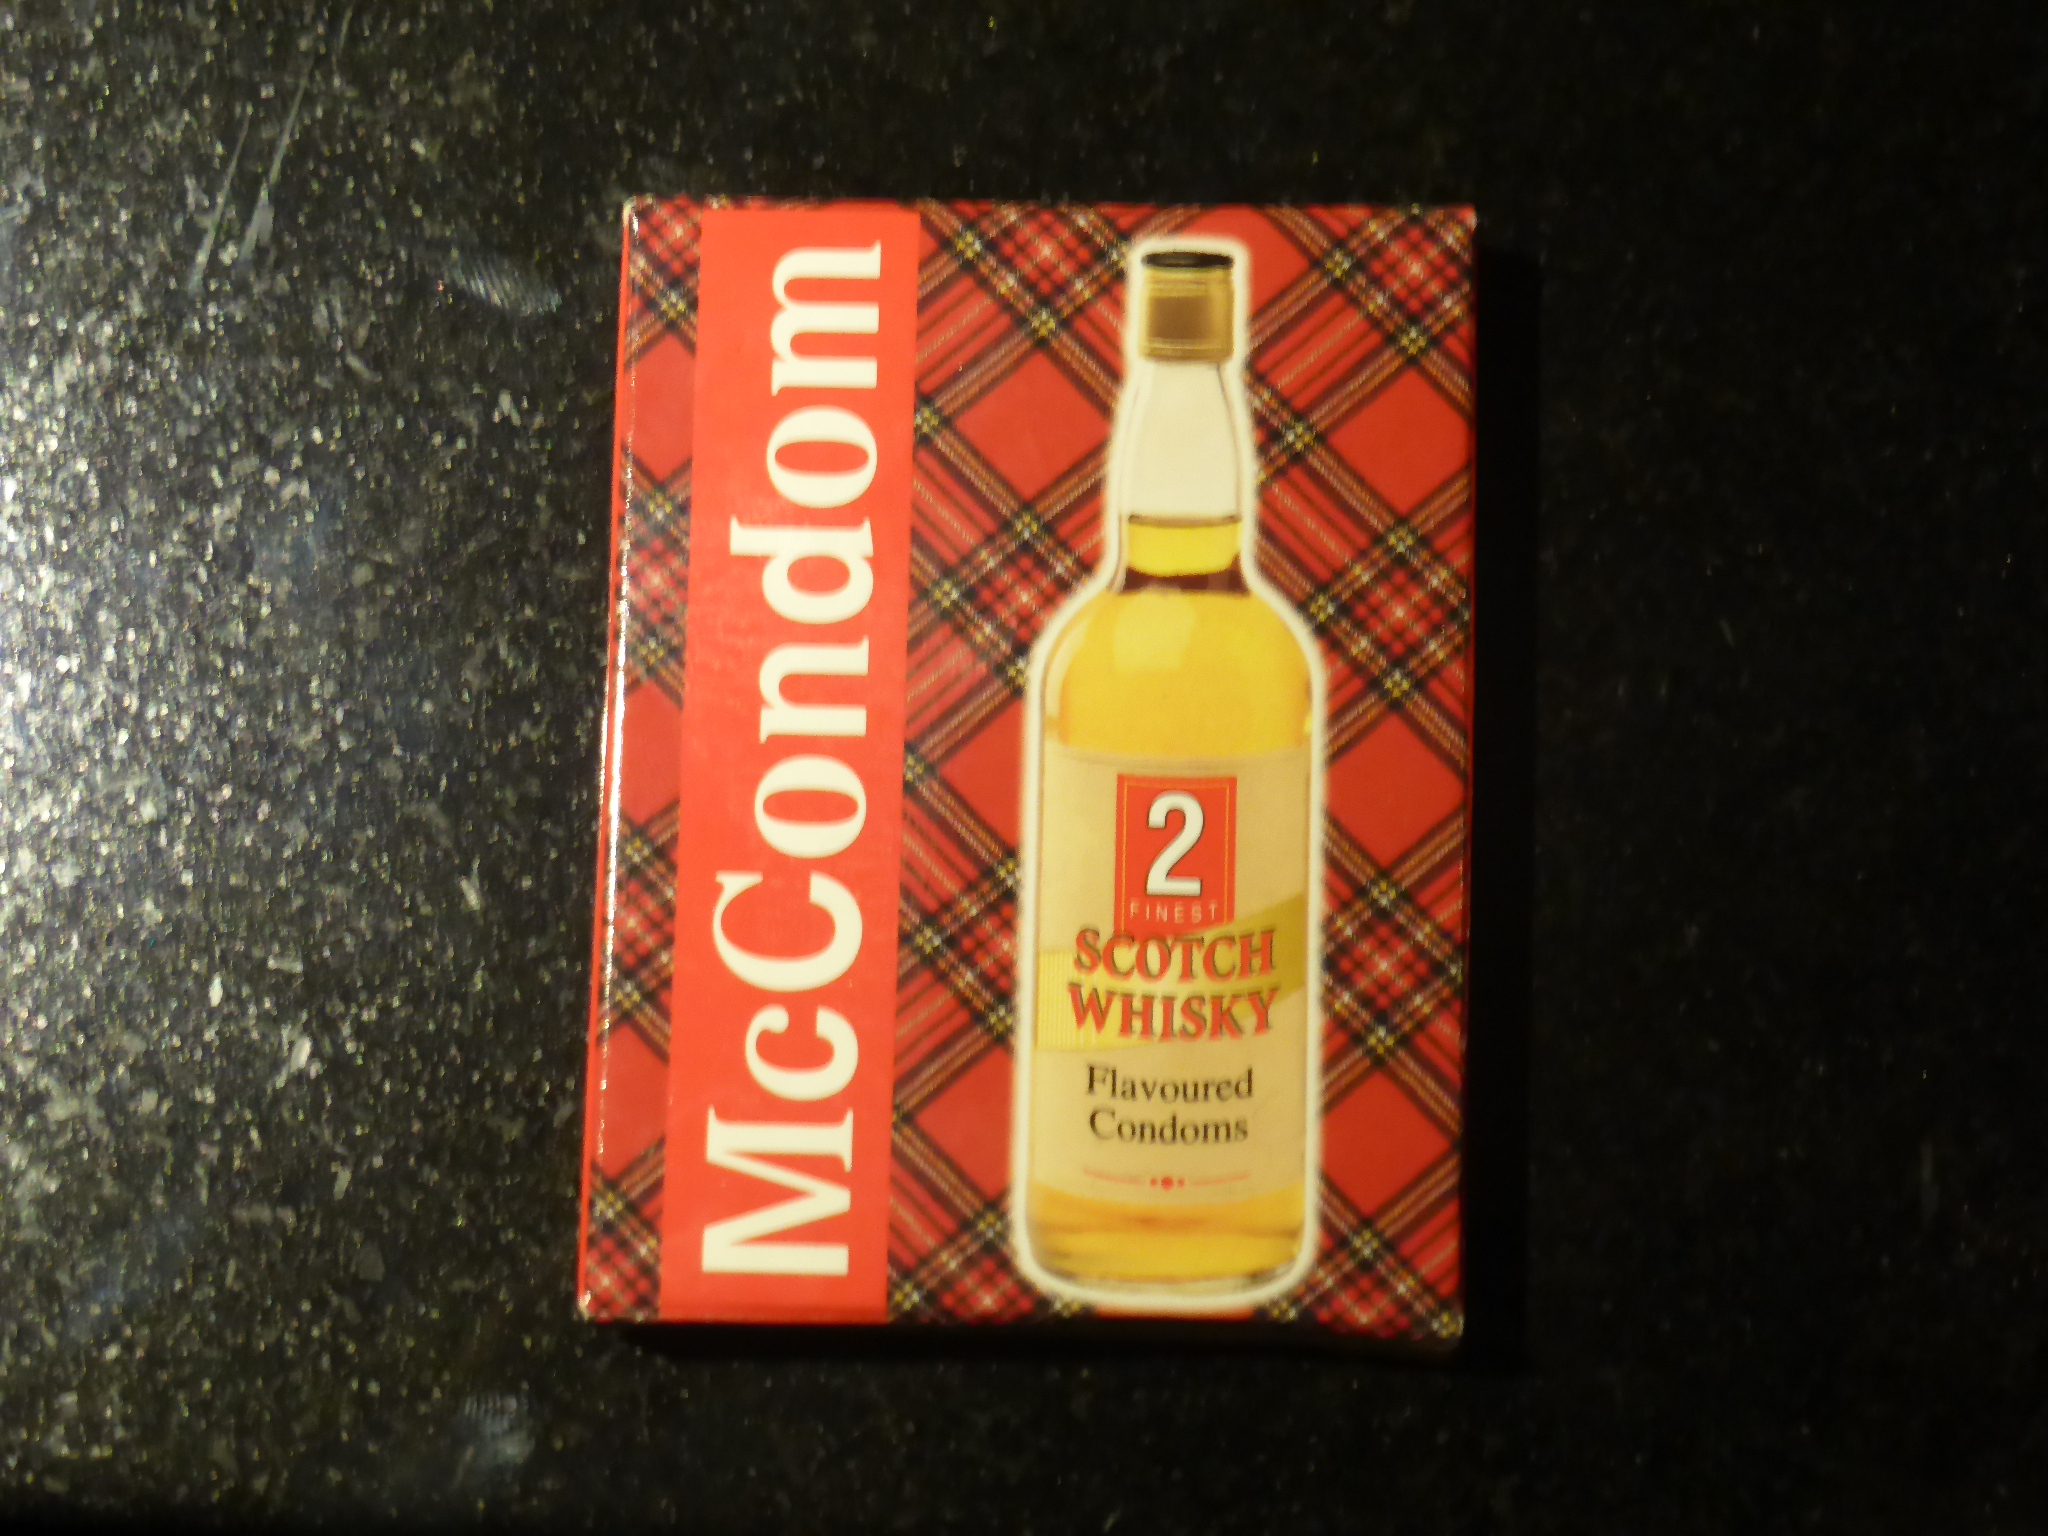 McCondom
2
FINEST
SCOTCH
WHISKY
Flavoured
Condoms